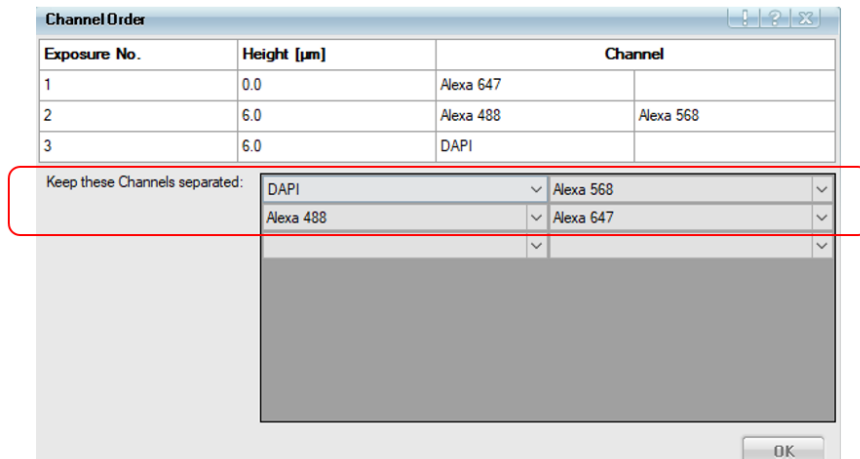 Channel Order
Exposure No. Height [µm] Channel
1 0.0 Alexa 647
2 6.0 Alexa 488 Alexa 568
3 6.0 DAPI
Keep these Channels separated: DAPI Alexa 568
Alexa 488 Alexa 647
OK